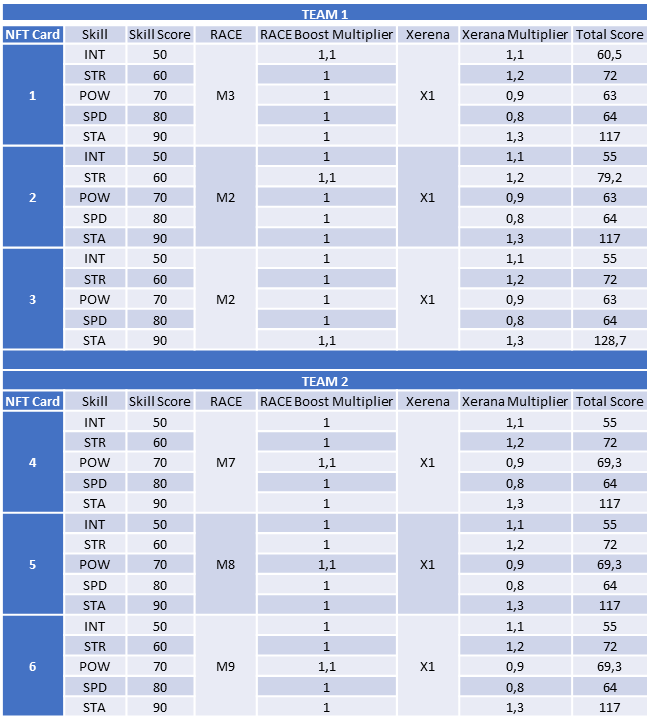 TEAM 1
NFT Card Skill Skill Score RACE RACE Boost Multiplier Xerena Xerana Multiplier Total Score
INT 50 1,1 1,1 60,5
STR 60 1 1,2 72
1 POW 70 M3 1 X1 0,9 63
SPD 80 1 0,8 64
STA 90 1 1,3 117
INT 50 1 1,1 55
STR 60 1,1 1,2 79,2
2 POW 70 M2 1 X1 0,9 63
SPD 80 1 0,8 64
STA 90 1 1,3 117
INT 50 1 1,1 55
STR 60 1 1,2 72
3 POW 70 M2 1 X1 0,9 63
SPD 80 1 0,8 64
STA 90 1,1 1,3 128,7
TEAM 2
NFT Card Skill Skill Score RACE RACE Boost Multiplier Xerena Xerana Multiplier Total Score
INT 50 1 1,1 55
STR 60 1 1,2 72
4 POW 70 M7 1,1 X1 0,9 69,3
SPD 80 1 0,8 64
STA 90 1 1,3 117
INT 50 1 1,1 55
STR 60 1 1,2 72
5 POW 70 M8 1,1 X1 0,9 69,3
SPD 80 1 0,8 64
STA 90 1 1,3 117
INT 50 1 1,1 55
STR 60 1 1,2 72
6 POW 70 M9 1,1 X1 0,9 69,3
SPD 80 1 0,8 64
STA 90 1 1,3 117